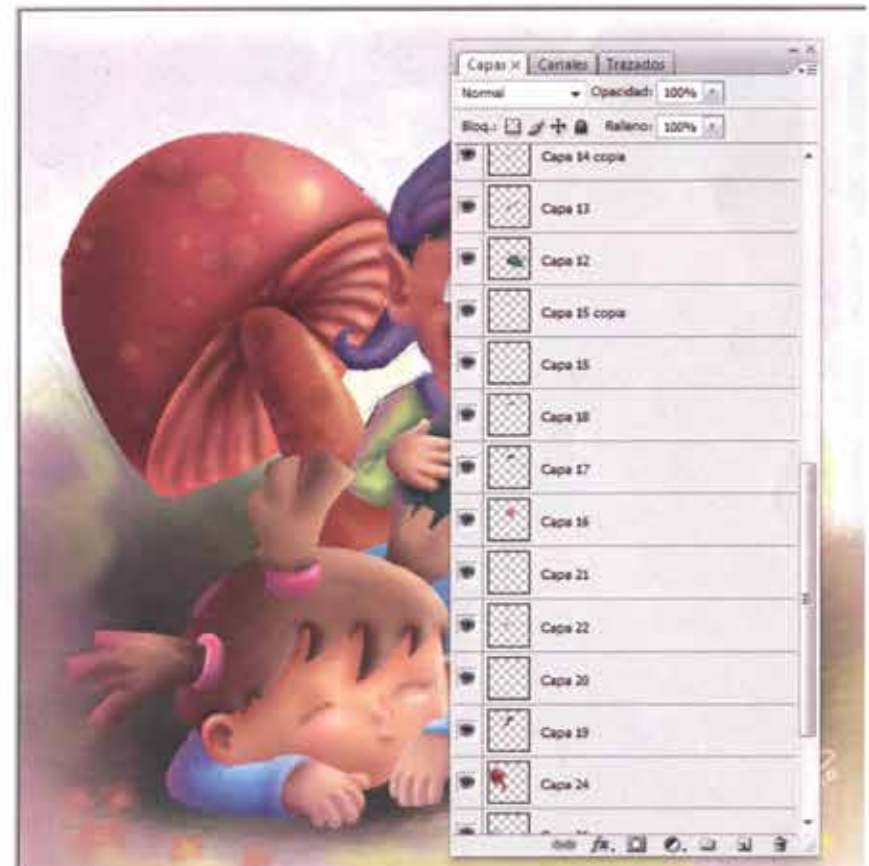 Capas × Canales Trazados
Normal Opacidad: 100%
Bloq.: Relleno: 100%
Capa 14 copia
Capa 13
Capa 12
Capa 15 copia
Capa 15
Capa 18
Capa 17
Capa 16
Capa 21
Capa 22
Capa 20
Capa 19
Capa 24
fx.